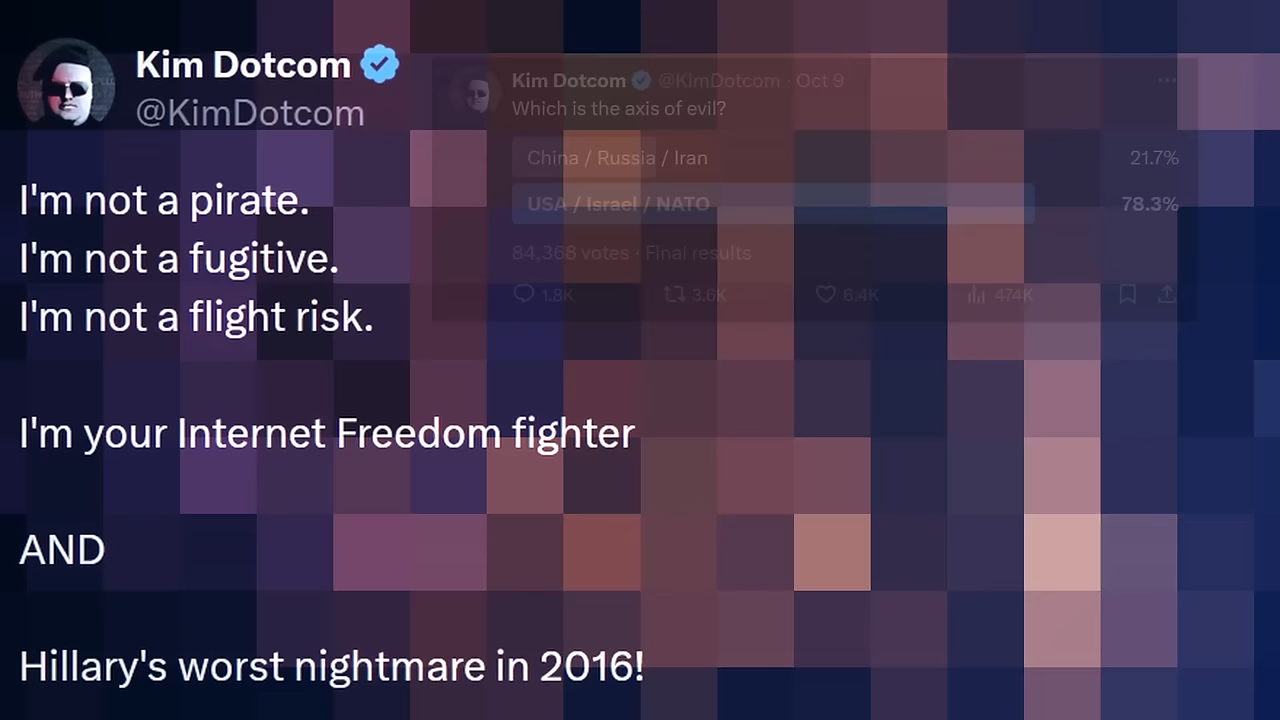 Kim Dotcom
@KimDotcom
I'm not a pirate.
I'm not a fugitive.
I'm not a flight risk.
I'm your Internet Freedom fighter
AND
Hillary's worst nightmare in 2016!
Kim Dotcom @KimDotcom · Oct 9
Which is the axis of evil?
China / Russia / Iran 21.7%
USA / Israel / NATO 78.3%
84,368 votes · Final results
1.8K 3.6K 6.4K 474K